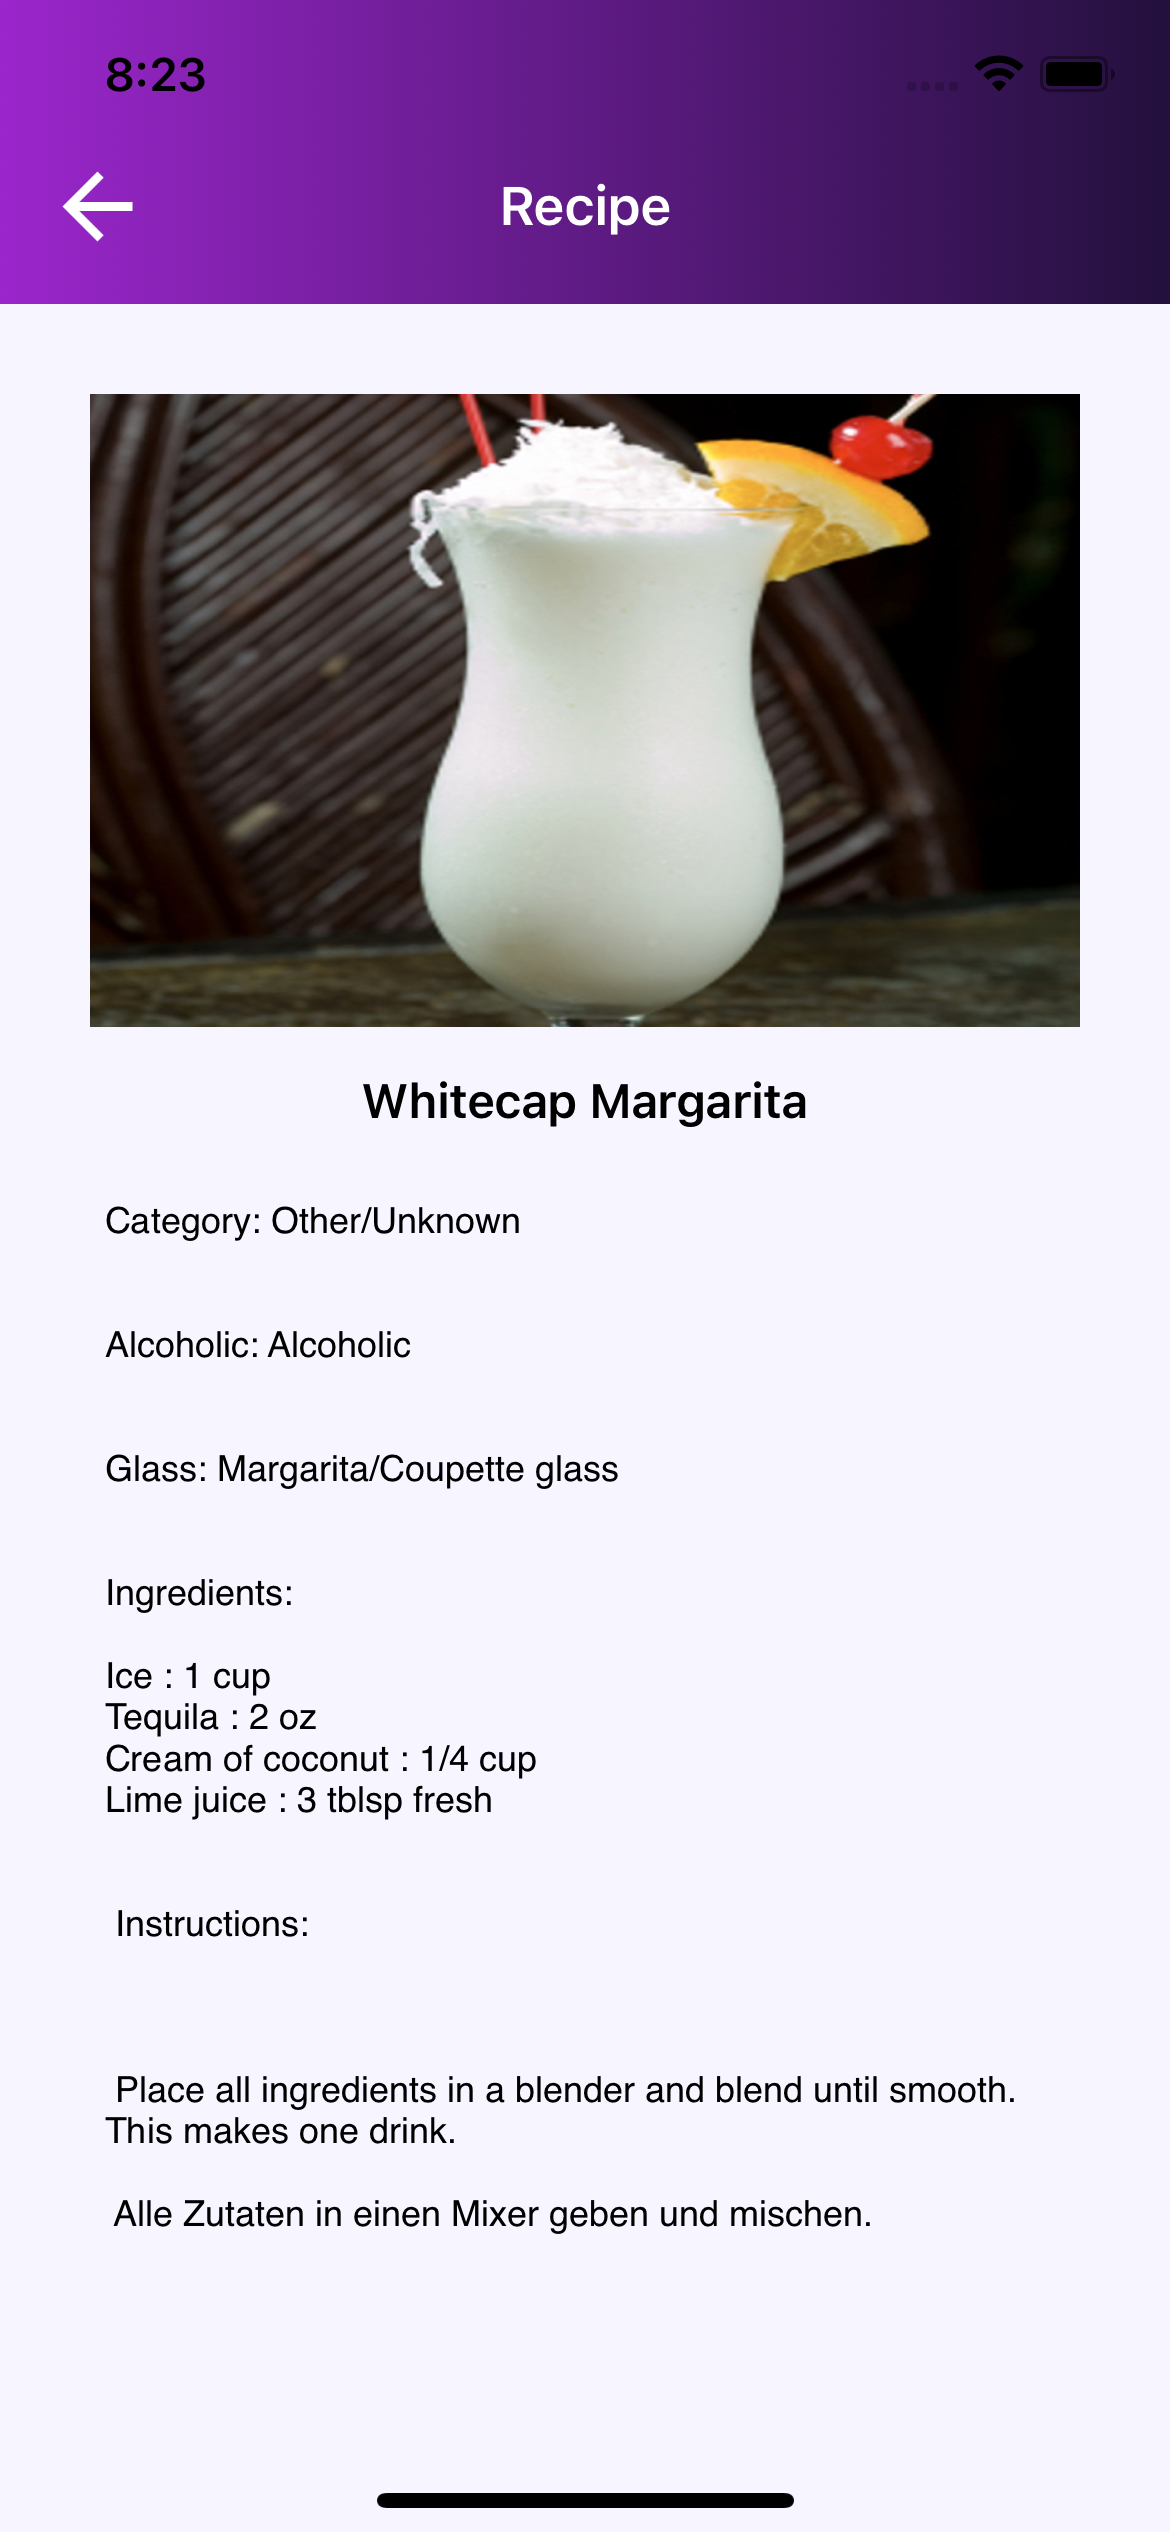 8:23
Recipe
Whitecap Margarita
Category: Other/Unknown
Alcoholic: Alcoholic
Glass: Margarita/Coupette glass
Ingredients:
Ice : 1 cup
Tequila : 2 oz
Cream of coconut : 1/4 cup
Lime juice : 3 tblsp fresh
Instructions:
Place all ingredients in a blender and blend until smooth.
This makes one drink.
Alle Zutaten in einen Mixer geben und mischen.